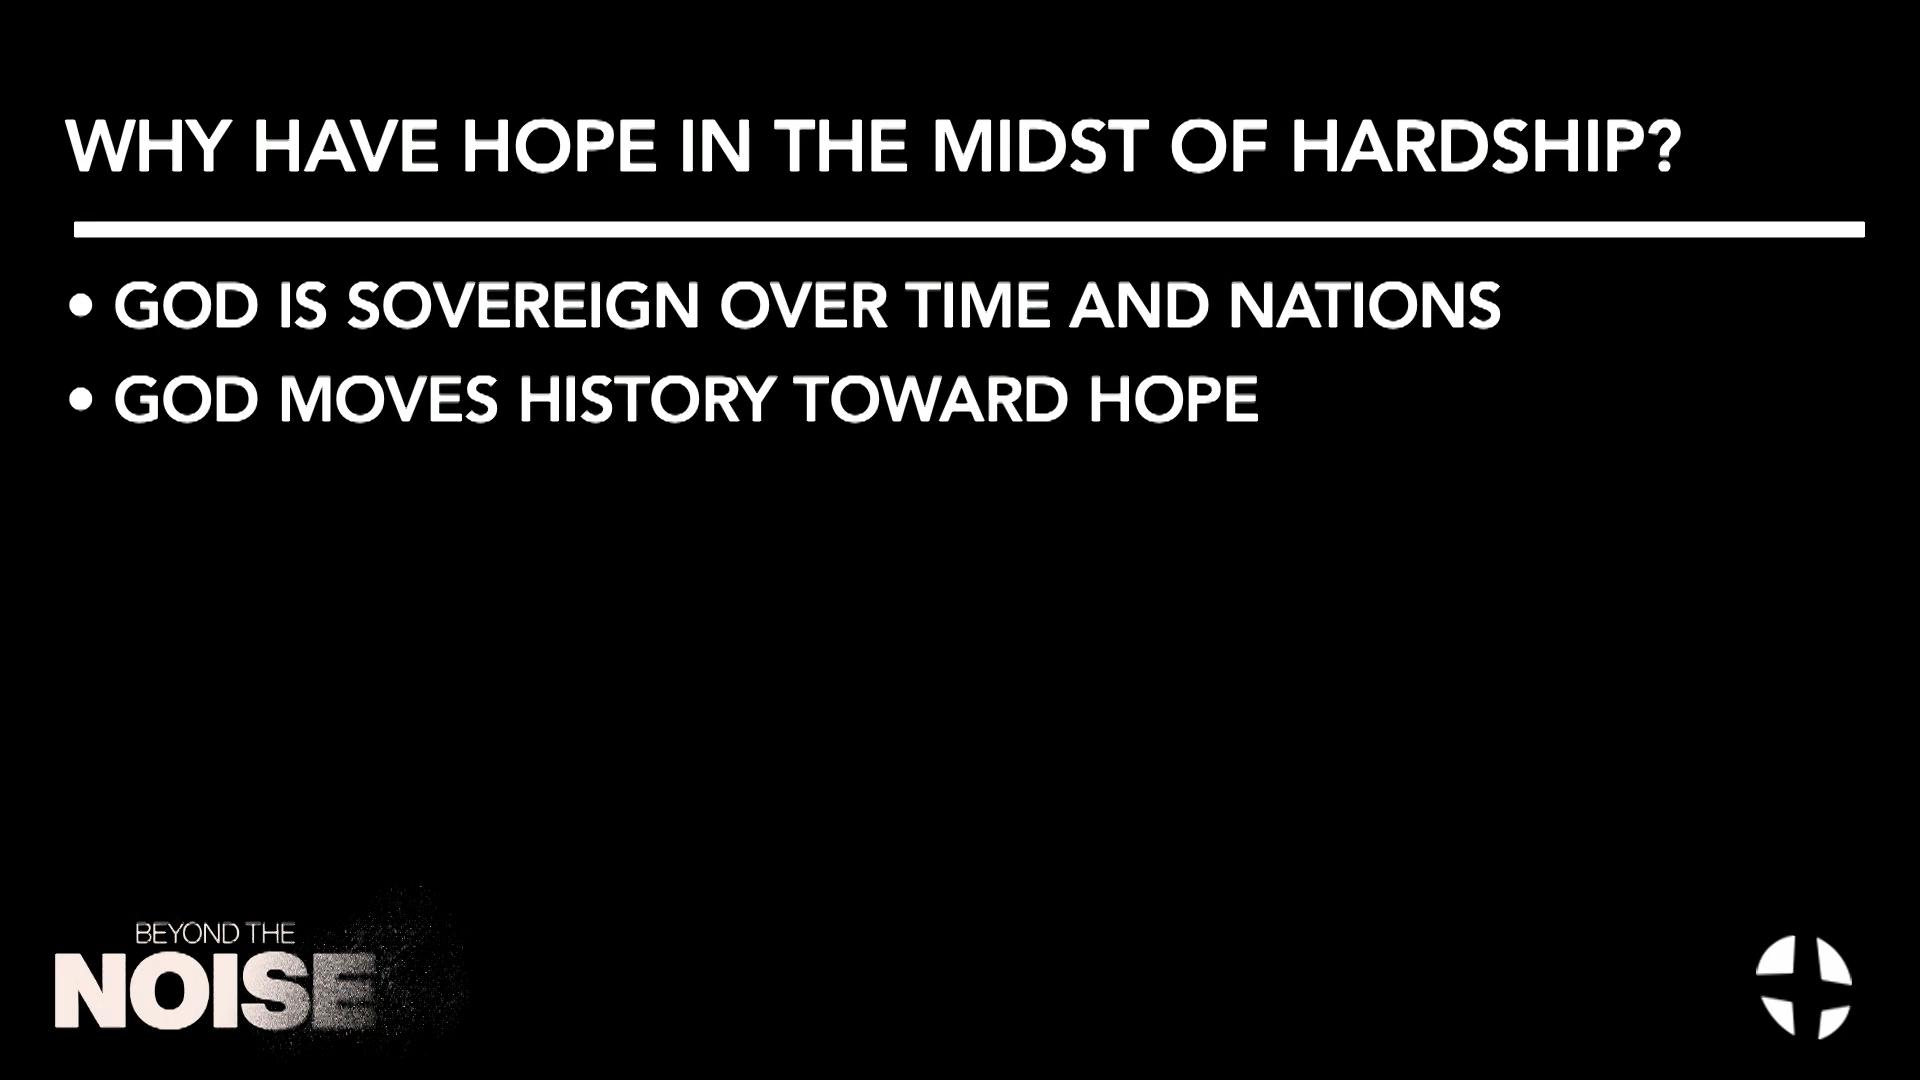 WHY HAVE HOPE IN THE MIDST OF HARDSHIP?
• GOD IS SOVEREIGN OVER TIME AND NATIONS
• GOD MOVES HISTORY TOWARD HOPE
BEYOND THE
NOISE